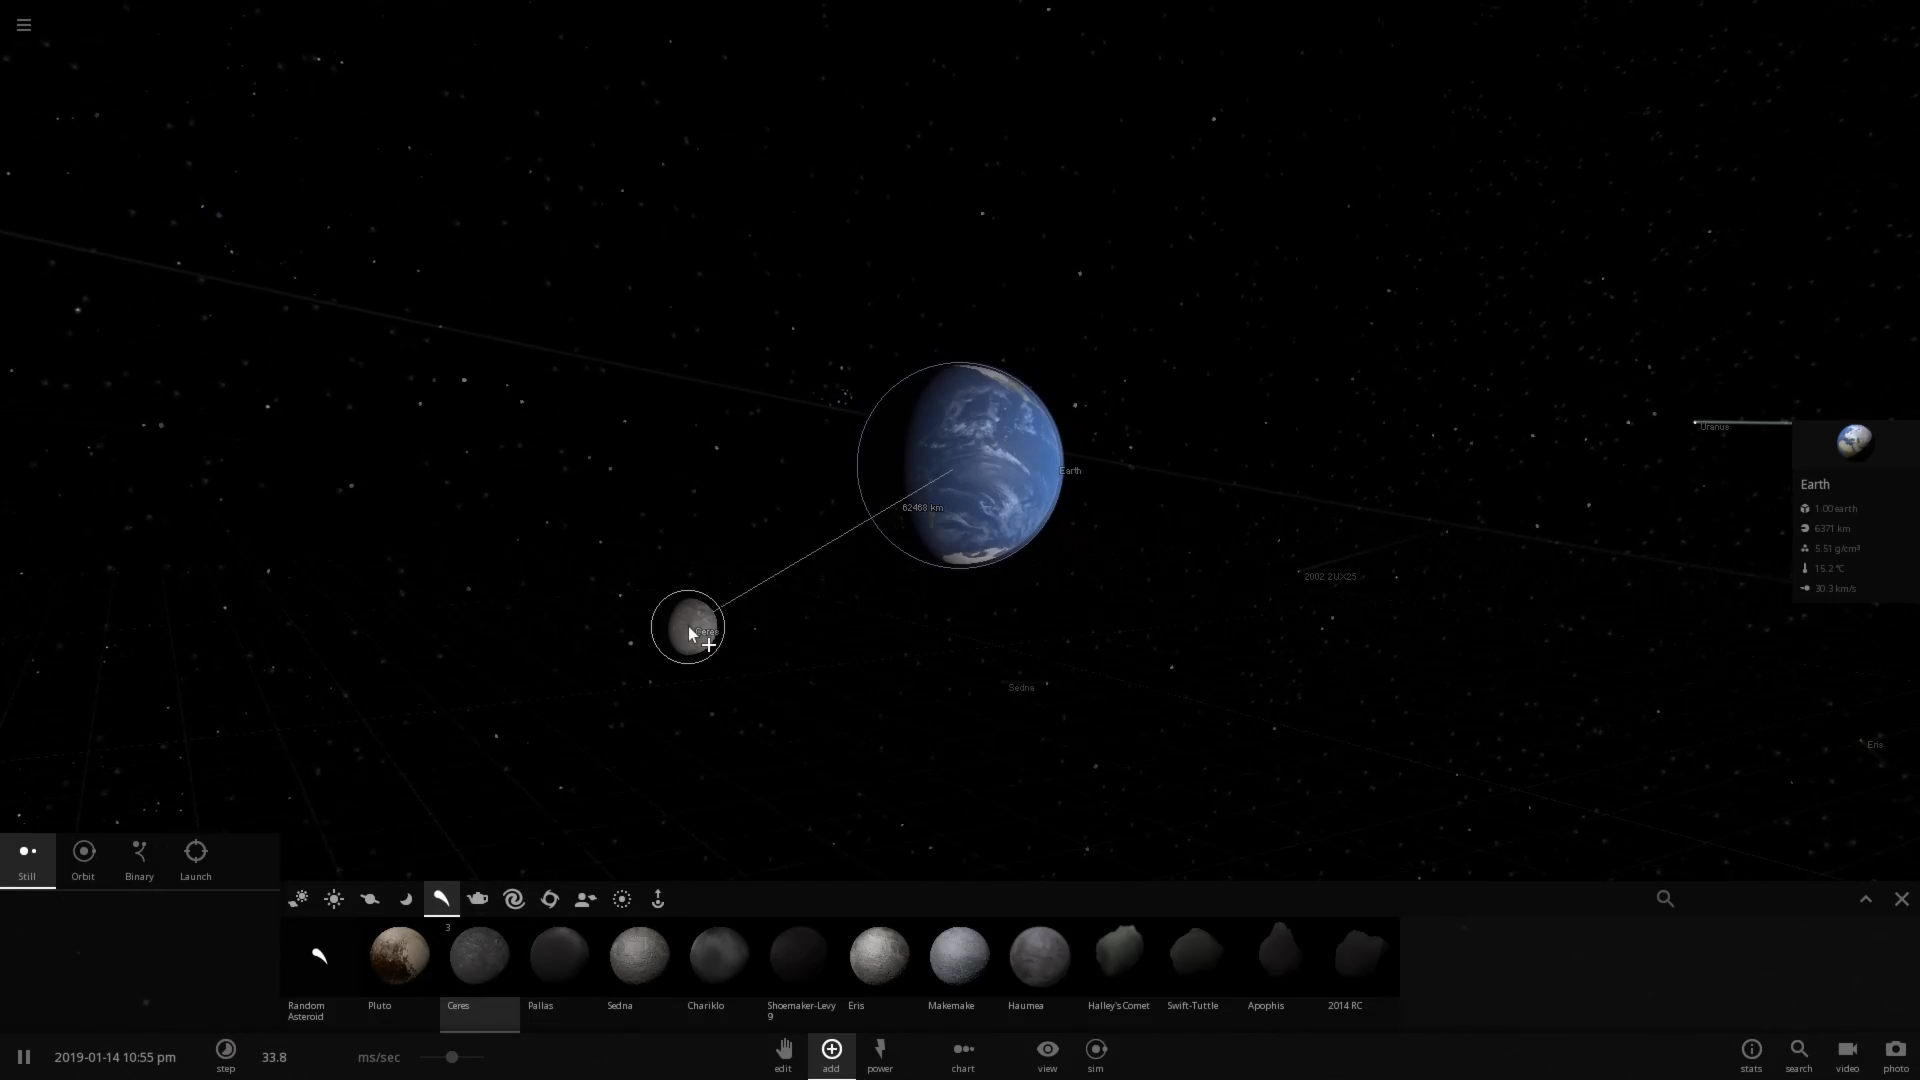 Uranus
Earth
Earth
1.00 earth
62468 km
6371 km
5.51 g/cm³
2002 2UX25
15.2 °C
30.3 km/s
Ceres
Sedna
Eris
Still
Orbit
Binary
Launch
3
Random Asteroid
Pluto
Ceres
Pallas
Sedna
Chariklo
Shoemaker-Levy 9
Eris
Makemake
Haumea
Halley's Comet
Swift-Tuttle
Apophis
2014 RC
2019-01-14 10:55 pm
step
33.8
ms/sec
edit
add
power
chart
view
sim
stats
search
video
photo